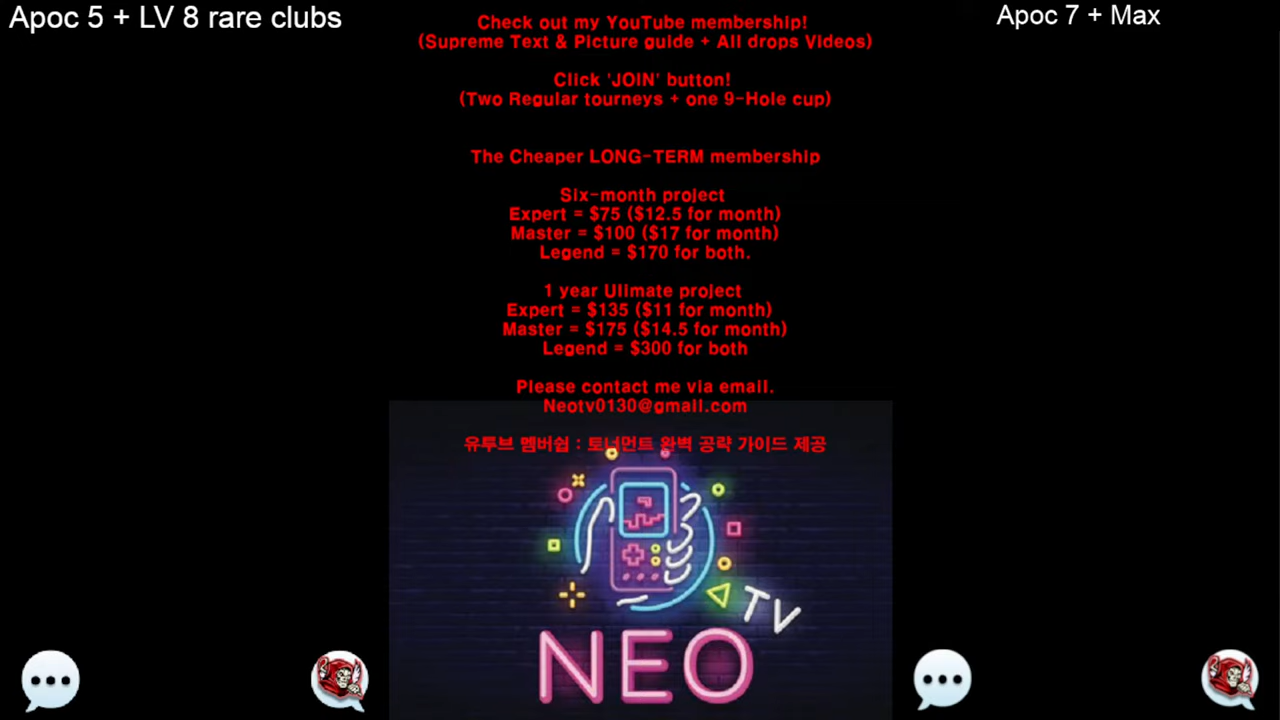 Apoc 5 + LV 8 rare clubs
Apoc 7 + Max
Check out my YouTube membership!
(Supreme Text & Picture guide + All drops Videos)
Click 'JOIN' button!
(Two Regular tourneys + one 9-Hole cup)
The Cheaper LONG-TERM membership
Six-month project
Expert = $75 ($12.5 for month)
Master = $100 ($17 for month)
Legend = $170 for both.
1 year Ulimate project
Expert = $135 ($11 for month)
Master = $175 ($14.5 for month)
Legend = $300 for both
Please contact me via email.
Neotv0130@gmail.com
유투브 멤버쉽 : 토너먼트 완벽 공략 가이드 제공
TV
NEO